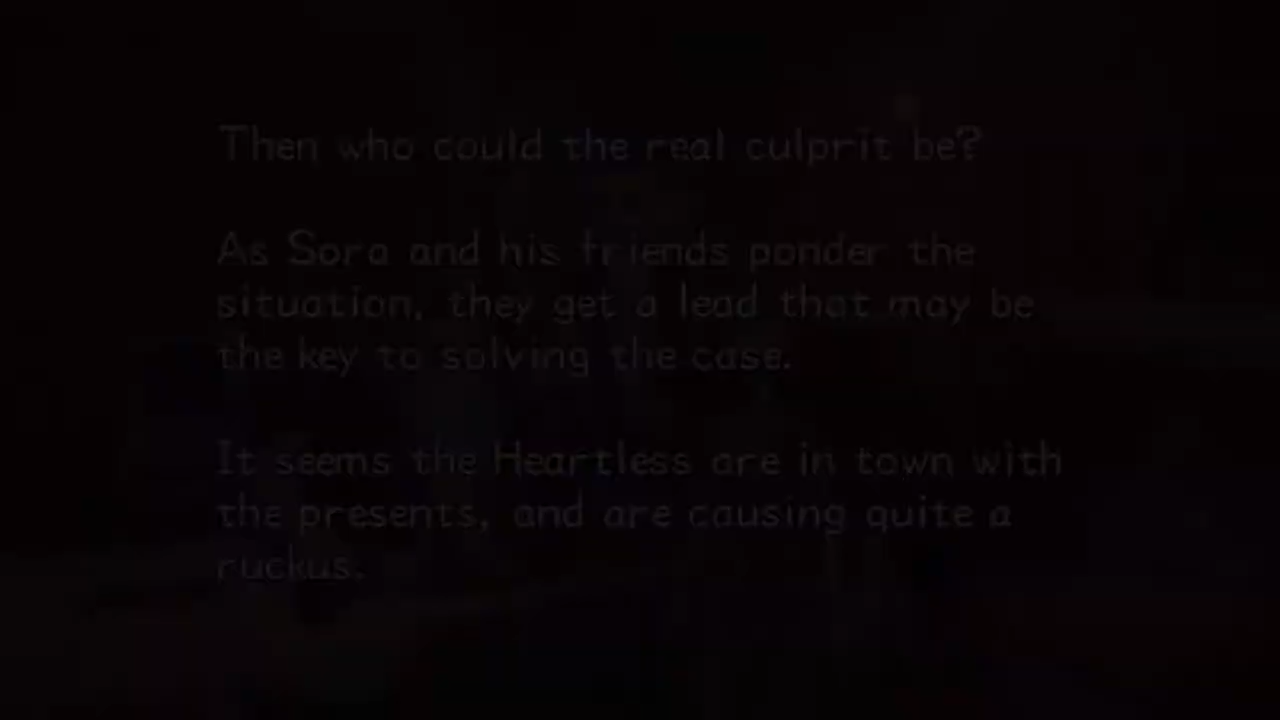 Then who could the real culprit be?
As Sora and his friends ponder the
situation, they get a lead that may be
the key to solving the case.
It seems the Heartless are in town with
the presents, and are causing quite a
ruckus.